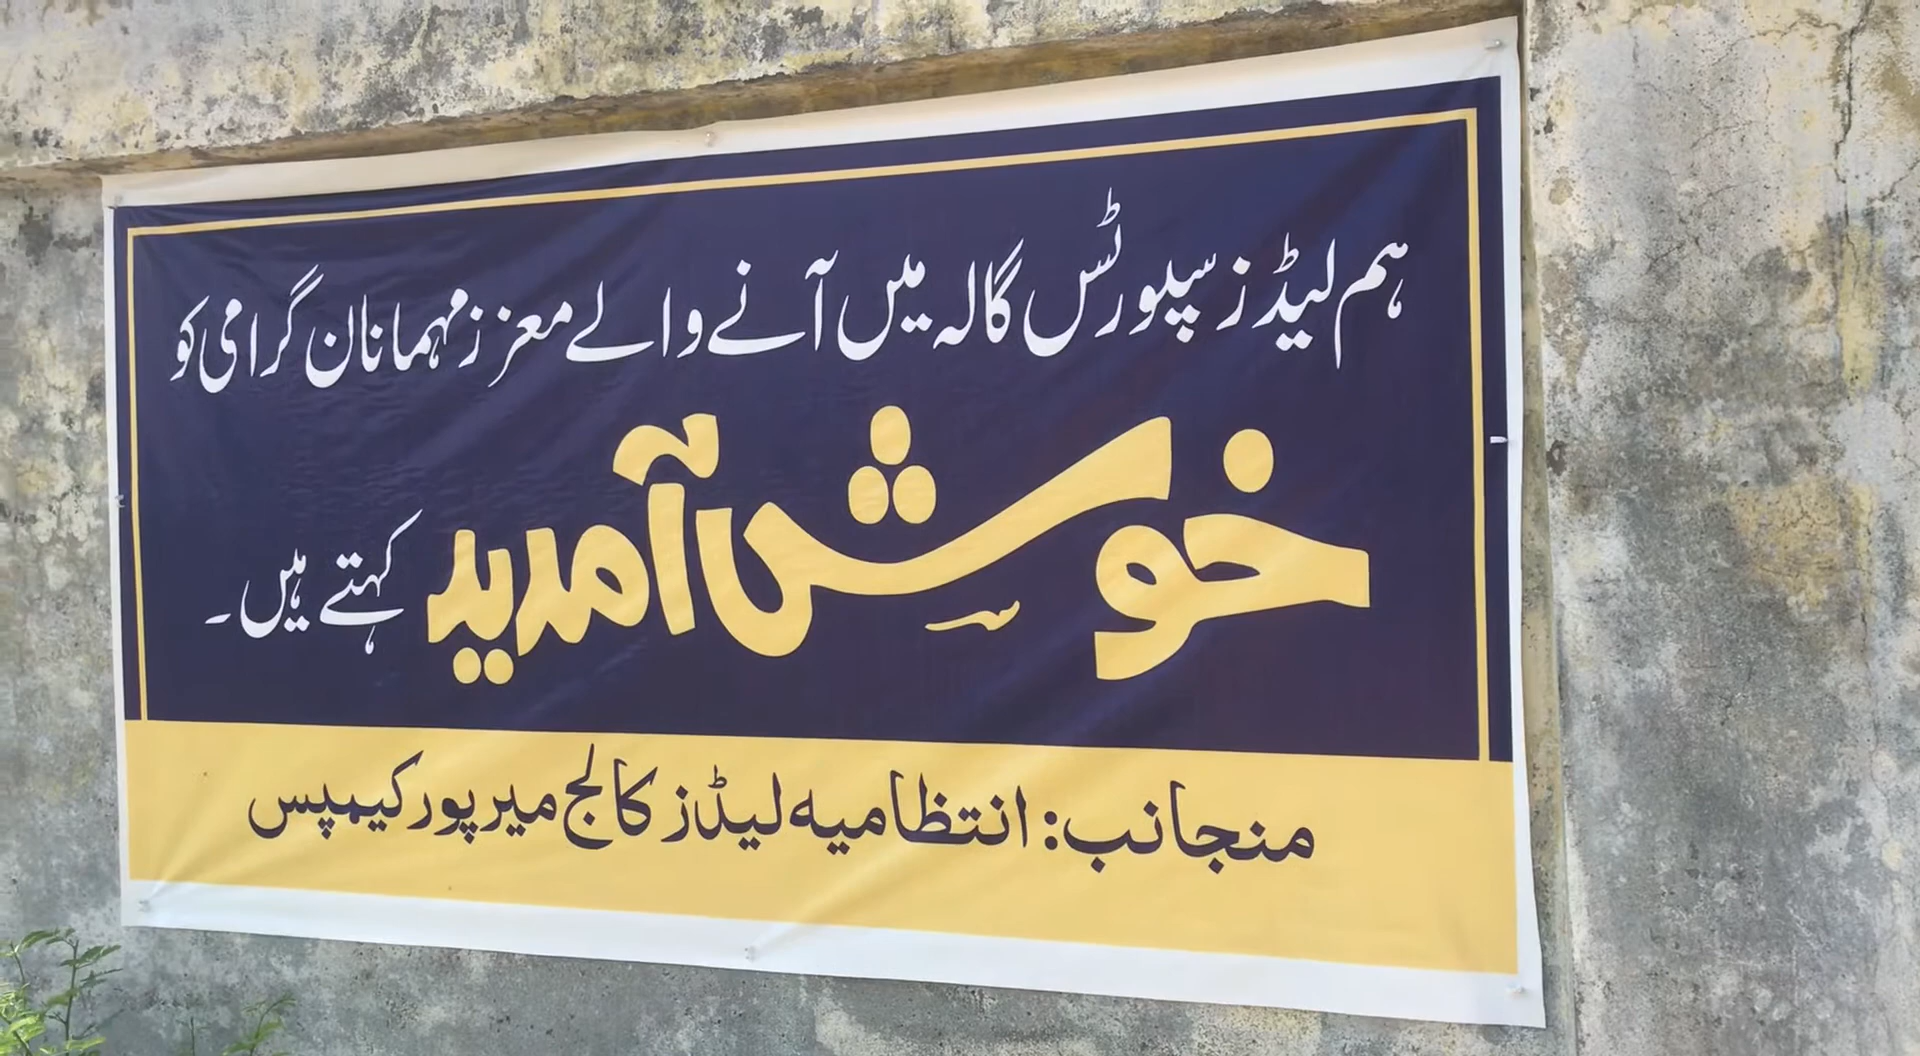 ہم لیڈز سپورٹس گالہ میں آنے والے معزز مہمانان گرامی کو
خوش آمدید کہتے ہیں۔
منجانب: انتظامیہ لیڈز کالج میرپور کیمپس